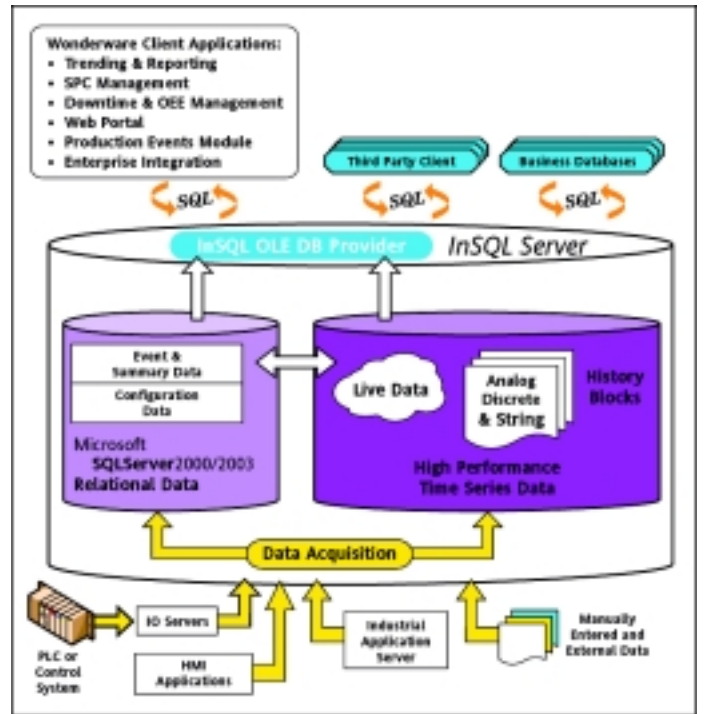 Wonderware Client Applications:
• Trending & Reporting
• SPC Management
• Downtime & OEE Management
• Web Portal
• Production Events Module
• Enterprise Integration
Third Party Client
Business Databases
SQL
SQL
SQL
InSQL OLE DB Provider
InSQL Server
Event &
Summary Data
Configuration
Data
Microsoft
SQLServer2000/2003
Relational Data
Live Data
Analog
Discrete
& String
History
Blocks
High Performance
Time Series Data
Data Acquisition
PLC or
Control
System
IO Servers
HMI
Applications
Industrial
Application
Server
Manually
Entered and
External Data